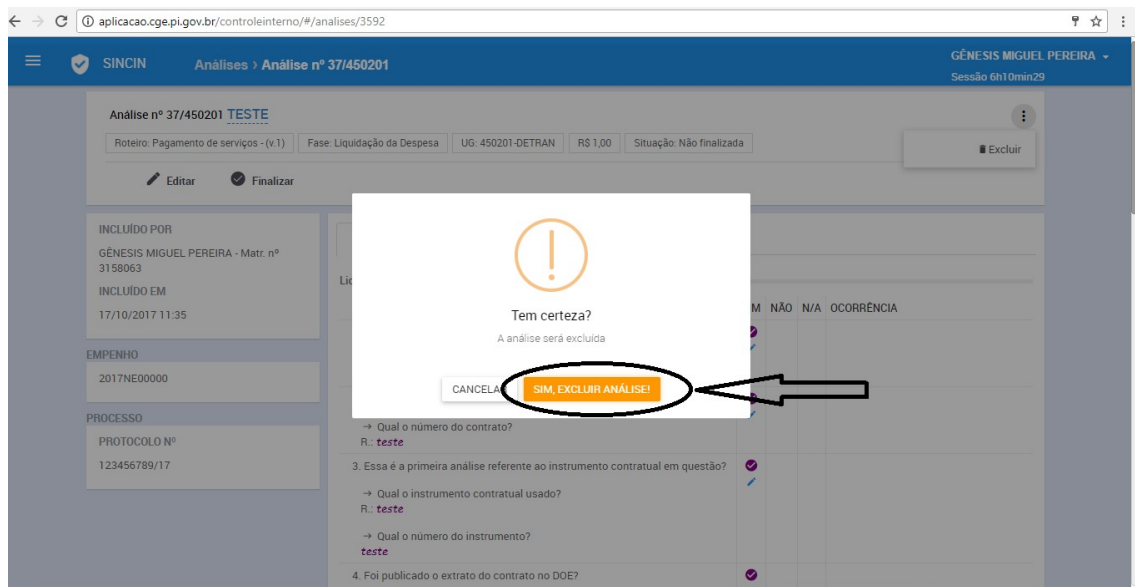 aplicacao.cge.pi.gov.br/controleinterno/#/analises/3592
SINCIN
Análises › Análise nº 37/450201
GÊNESIS MIGUEL PEREIRA
Sessão 6h10min29
Análise nº 37/450201 TESTE
Roteiro: Pagamento de serviços - (v.1)
Fase: Liquidação da Despesa
UG: 450201-DETRAN
R$ 1,00
Situação: Não finalizada
Excluir
Editar
Finalizar
INCLUÍDO POR
GÊNESIS MIGUEL PEREIRA - Matr. nº
3158063
INCLUÍDO EM
17/10/2017 11:35
EMPENHO
2017NE00000
PROCESSO
PROTOCOLO Nº
123456789/17
NÃO N/A OCORRÊNCIA
Tem certeza?
A análise será excluída
SIM, EXCLUIR ANÁLISE!
→ Qual o número do contrato?
R.: teste
3. Essa é a primeira análise referente ao instrumento contratual em questão?
→ Qual o instrumento contratual usado?
R.: teste
→ Qual o número do instrumento?
teste
4. Foi publicado o extrato do contrato no DOE?